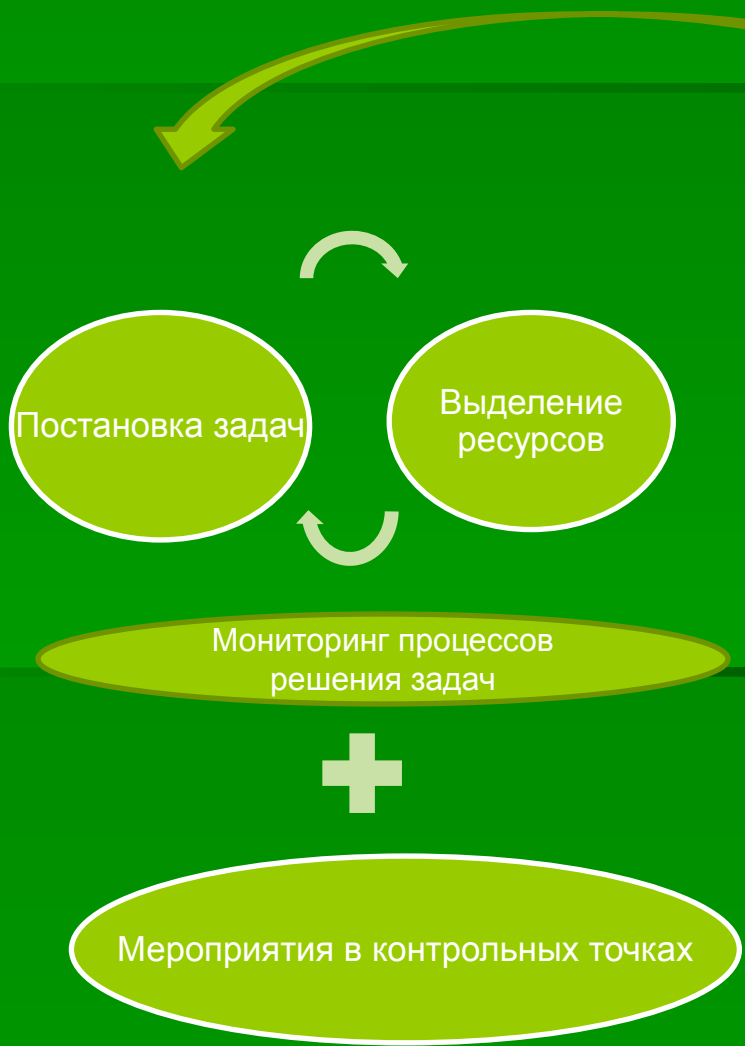 Постановка задач
Выделение
ресурсов
Мониторинг процессов
решения задач
Мероприятия в контрольных точках